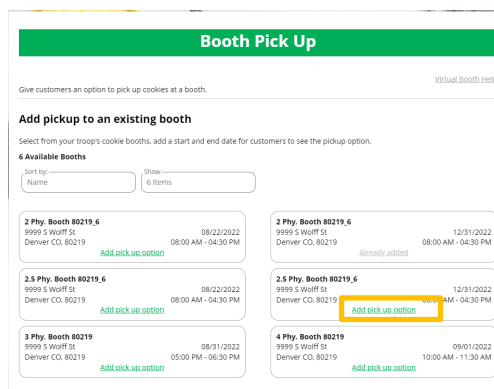 Booth Pick Up
Virtual Booth Help
Give customers an option to pick up cookies at a booth.
Add pickup to an existing booth
Select from your troop's cookie booths, add a start and end date for customers to see the pickup option.
6 Available Booths
Sort by:
Name
Show
6 Items
2 Phy. Booth 80219_6
9999 S Wolff St 08/22/2022
Denver CO, 80219 08:00 AM - 04:30 PM
Add pick up option
2 Phy. Booth 80219_6
9999 S Wolff St 12/31/2022
Denver CO, 80219 08:00 AM - 04:30 PM
Already added
2.5 Phy. Booth 80219_6
9999 S Wolff St 08/22/2022
Denver CO, 80219 08:00 AM - 04:30 PM
Add pick up option
2.5 Phy. Booth 80219_6
9999 S Wolff St 12/31/2022
Denver CO, 80219 AM - 04:30 PM
Add pick up option
3 Phy. Booth 80219
9999 S Wolff St 08/31/2022
Denver CO, 80219 05:00 PM - 06:30 PM
Add pick up option
4 Phy. Booth 80219
9999 S Wolff St 09/01/2022
Denver CO, 80219 10:00 AM - 11:30 AM
Add pick up option